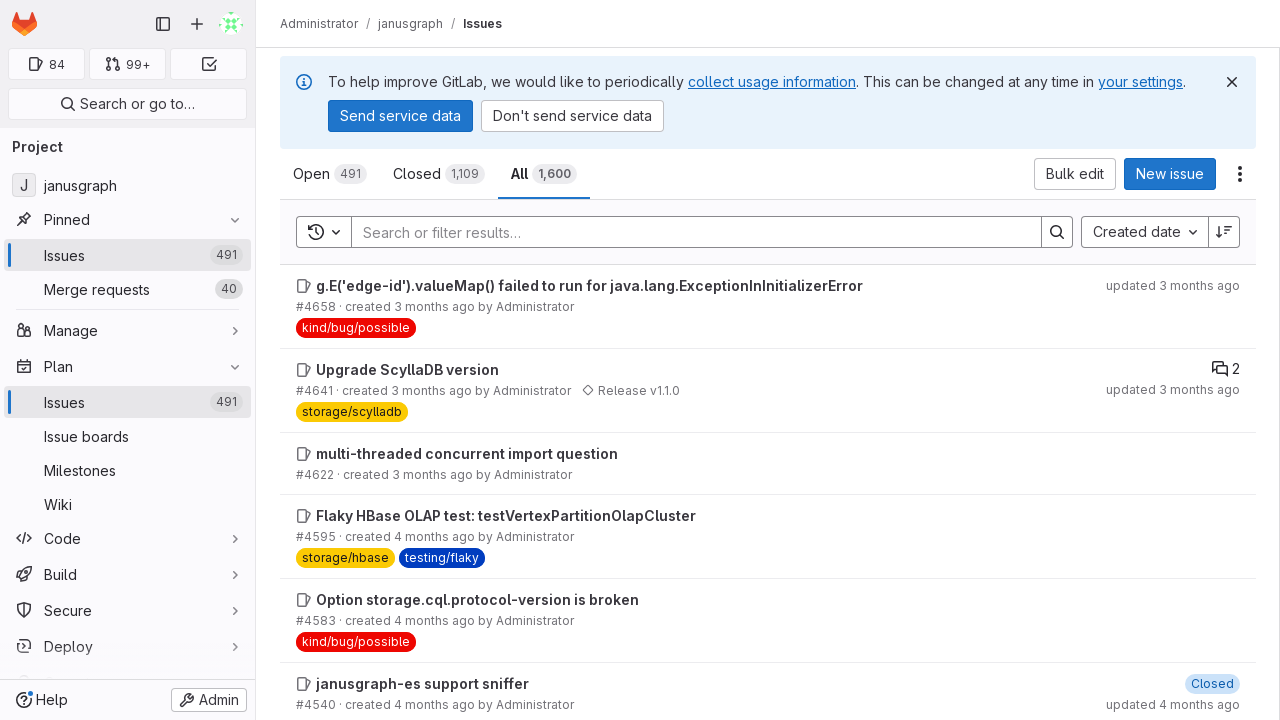 Administrator / janusgraph / Issues
84
99+
Search or go to…
To help improve GitLab, we would like to periodically collect usage information. This can be changed at any time in your settings.
Send service data
Don't send service data
Project
J janusgraph
Pinned
Issues 491
Merge requests 40
Manage
Plan
Issues 491
Issue boards
Milestones
Wiki
Code
Build
Secure
Deploy
Help
Admin
Open 491
Closed 1,109
All 1,600
Bulk edit
New issue
Search or filter results…
Created date
g.E('edge-id').valueMap() failed to run for java.lang.ExceptionInInitializerError
updated 3 months ago
#4658 · created 3 months ago by Administrator
kind/bug/possible
Upgrade ScyllaDB version
2
#4641 · created 3 months ago by Administrator Release v1.1.0
updated 3 months ago
storage/scylladb
multi-threaded concurrent import question
#4622 · created 3 months ago by Administrator
Flaky HBase OLAP test: testVertexPartitionOlapCluster
#4595 · created 4 months ago by Administrator
storage/hbase testing/flaky
Option storage.cql.protocol-version is broken
#4583 · created 4 months ago by Administrator
kind/bug/possible
janusgraph-es support sniffer
Closed
#4540 · created 4 months ago by Administrator
updated 4 months ago